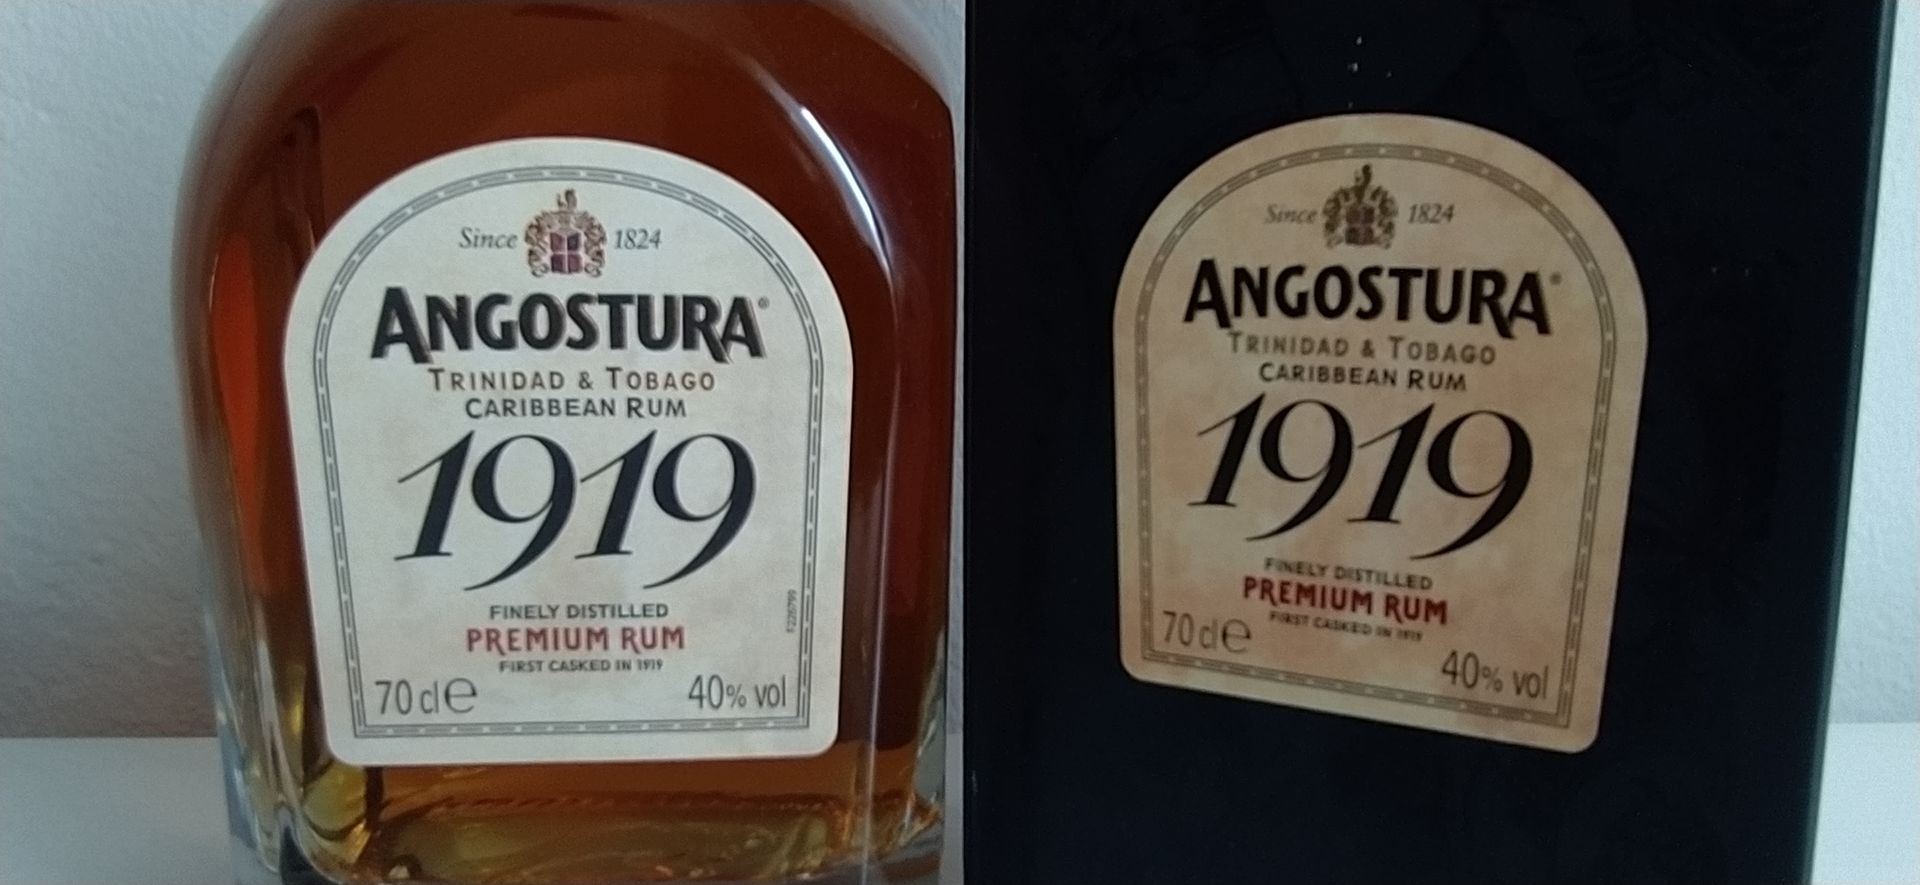 Since 1824
ANGOSTURA®
TRINIDAD & TOBAGO
CARIBBEAN RUM
1919
FINELY DISTILLED
PREMIUM RUM
FIRST CASKED IN 1919
70 cl e 40% vol
Since 1824
ANGOSTURA®
TRINIDAD & TOBAGO
CARIBBEAN RUM
1919
FINELY DISTILLED
PREMIUM RUM
FIRST CASKED IN 1919
70 cl e 40% vol